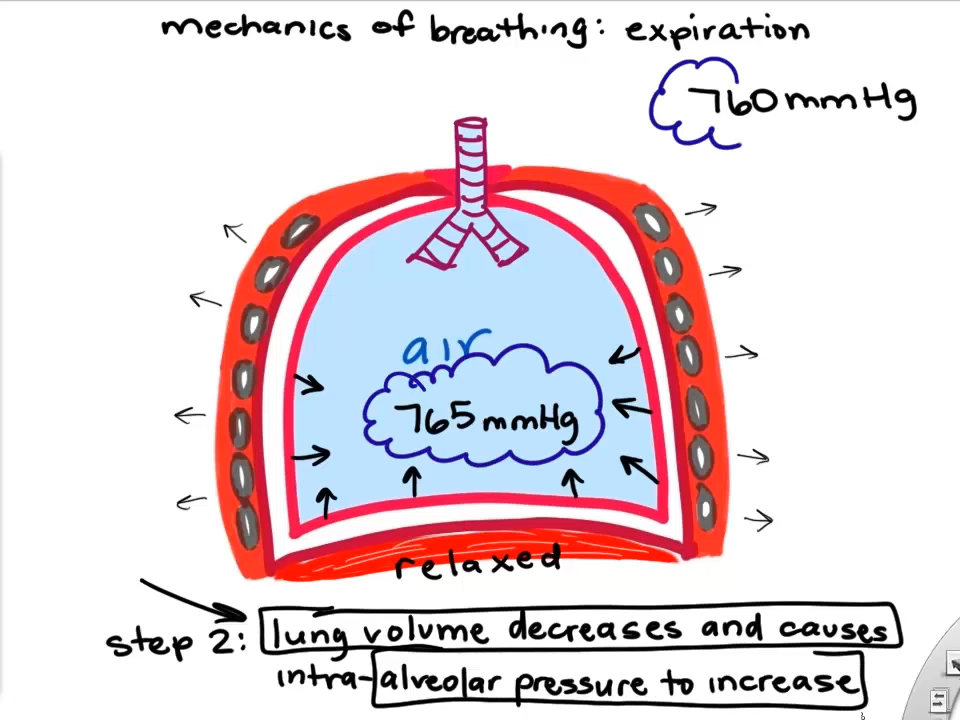 mechanics of breathing: expiration
760mmHg
air
765mmHg
relaxed
step 2: lung volume decreases and causes
intra-alveolar pressure to increase